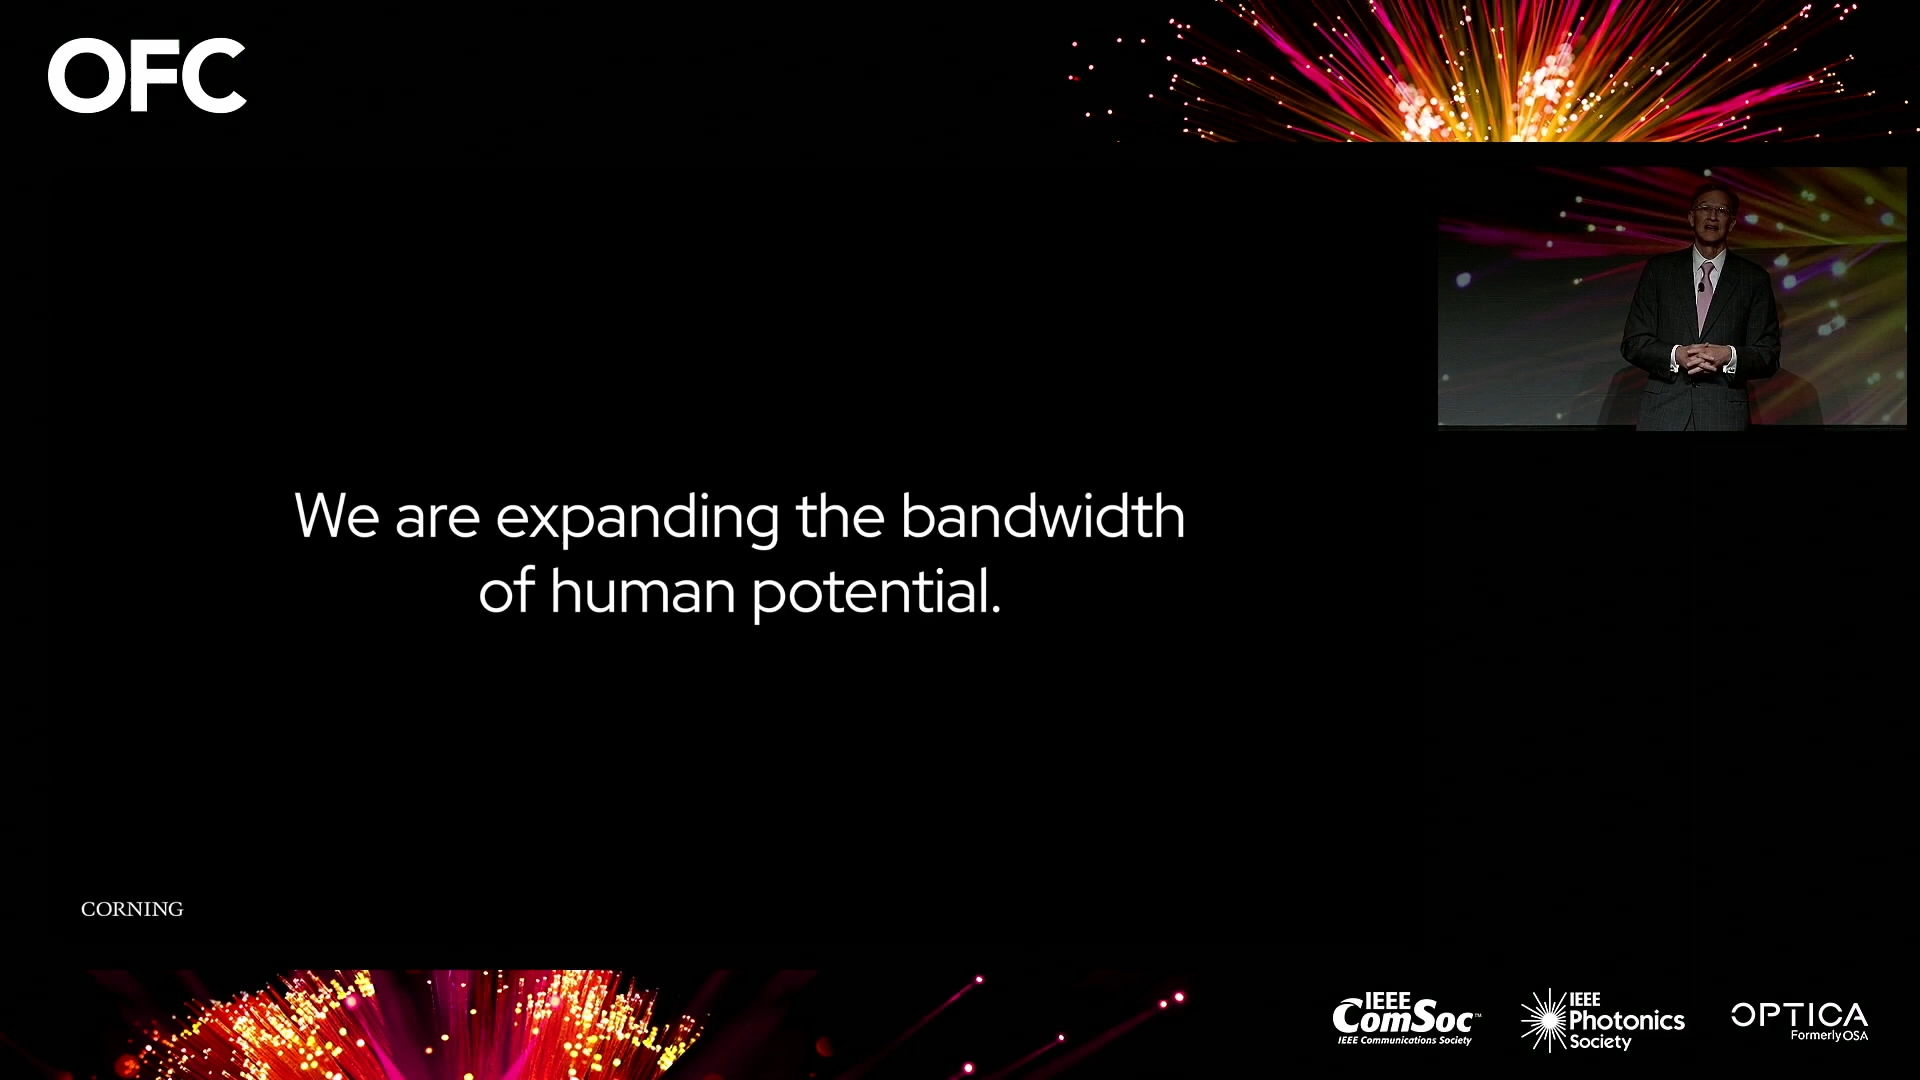 OFC
We are expanding the bandwidth
of human potential.
CORNING
IEEE
ComSoc™
IEEE Communications Society
IEEE
Photonics
Society
OPTICA
Formerly OSA